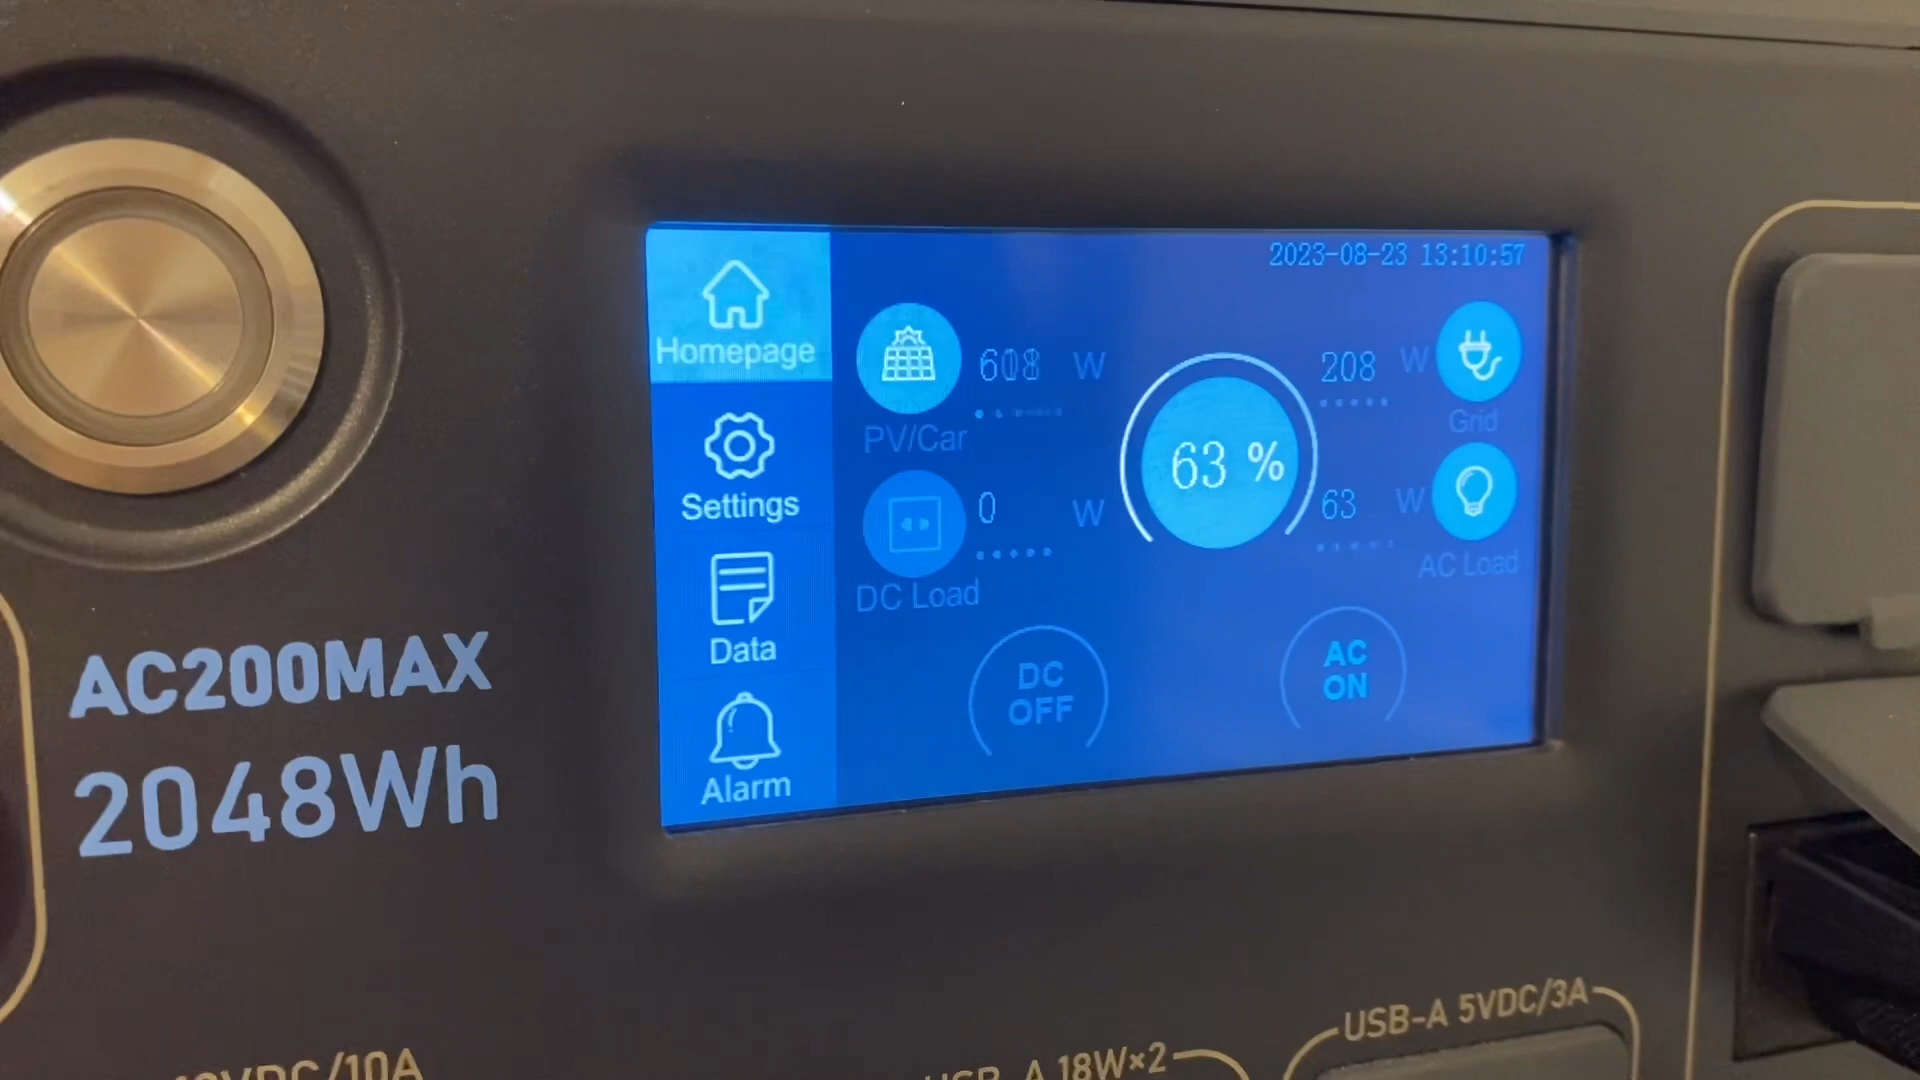 2023-08-23 13:10:57
Homepage
W
208 W
PV/Car
Grid
63 %
Settings
0 W
63 W
DC Load
AC Load
Data
DC
OFF
AC
ON
Alarm
AC200MAX
2048Wh
USB-A 5VDC/3A
USB-A 18W×2
VDC/10A